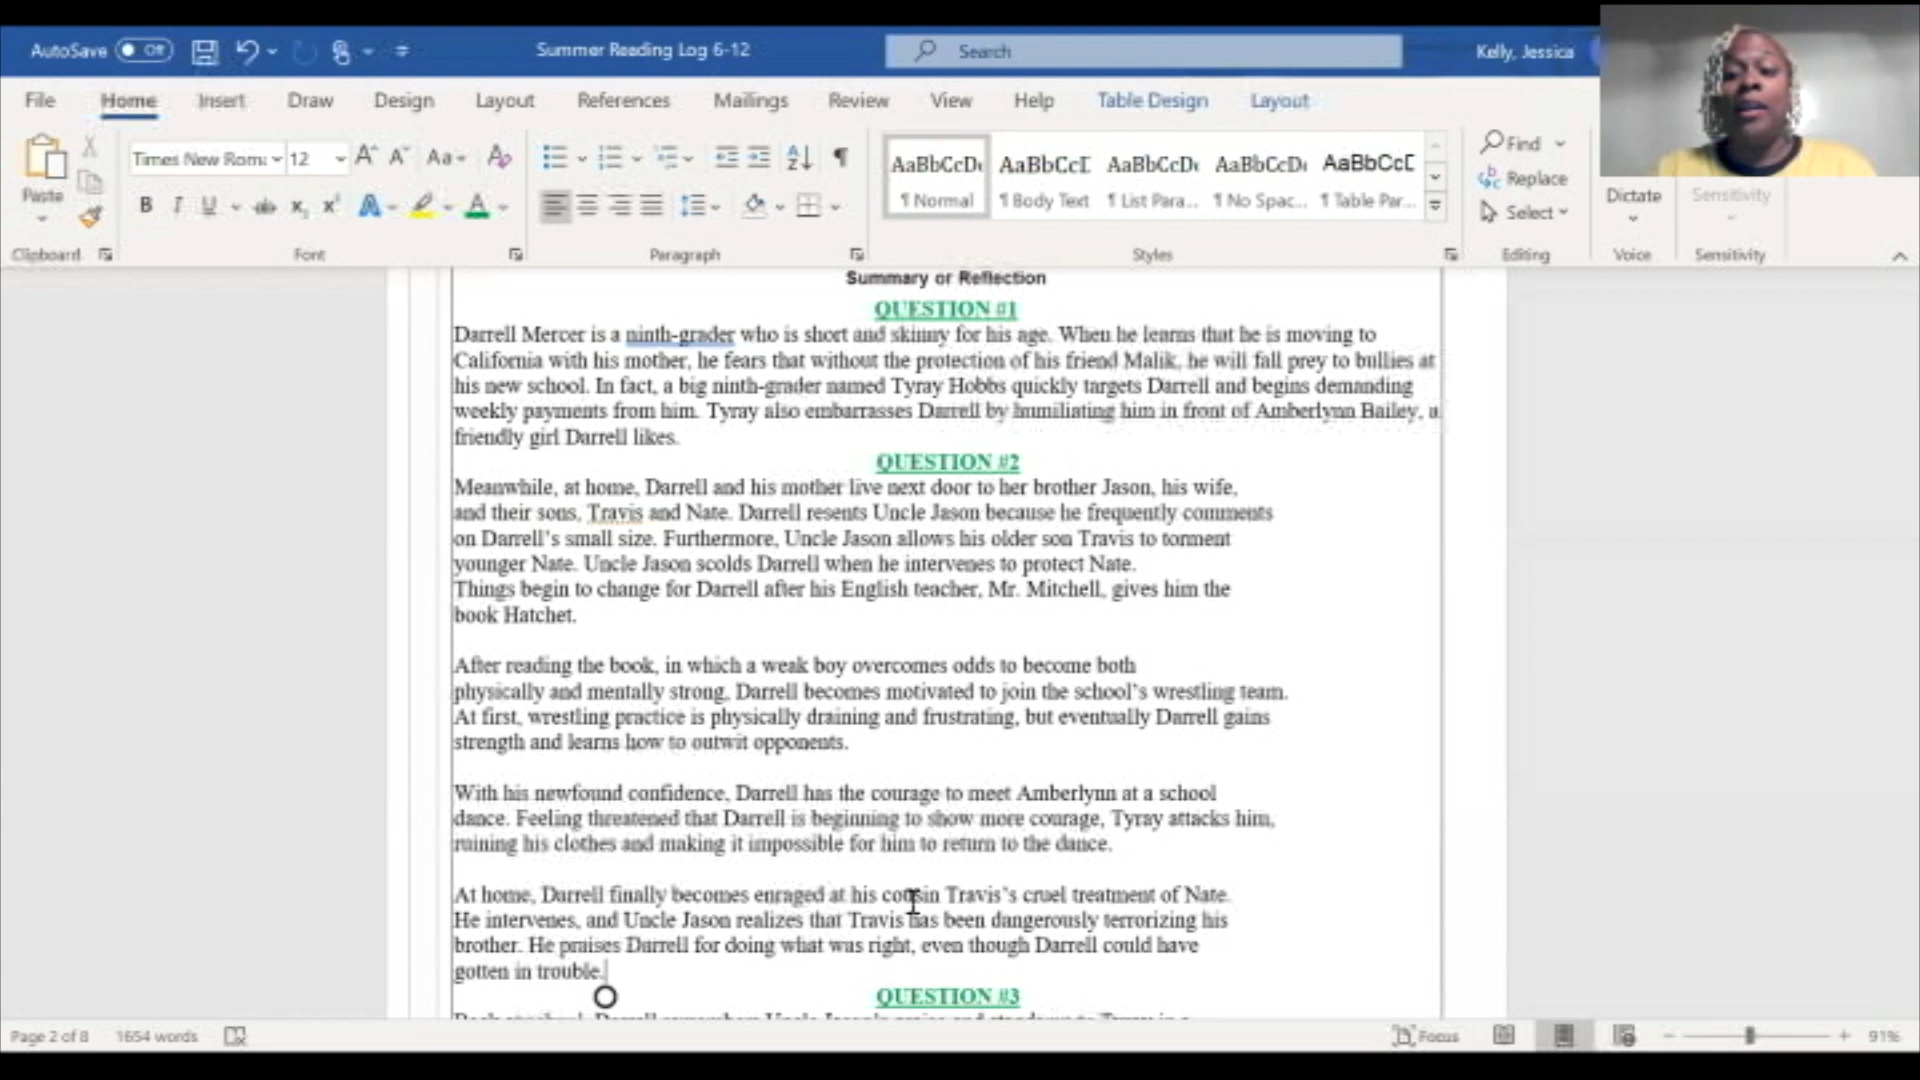 AutoSave Off Summer Reading Log 6-12 Search Kelly, Jessica
File Home Insert Draw Design Layout References Mailings Review View Help Table Design Layout
Paste Times New Roma 12 Aa AaBbCcDc AaBbCcD AaBbCcDc AaBbCcDc AaBbCcD Find
Replace
B I U ab x x A A ¶ Normal ¶ Body Text ¶ List Para... ¶ No Spac... ¶ Table Par... Select Dictate Sensitivity
Clipboard Font Paragraph Styles Editing Voice Sensitivity
Summary or Reflection
QUESTION #1
Darrell Mercer is a ninth-grader who is short and skinny for his age. When he learns that he is moving to
California with his mother, he fears that without the protection of his friend Malik, he will fall prey to bullies at
his new school. In fact, a big ninth-grader named Tyray Hobbs quickly targets Darrell and begins demanding
weekly payments from him. Tyray also embarrasses Darrell by humiliating him in front of Amberlynn Bailey, a
friendly girl Darrell likes.
QUESTION #2
Meanwhile, at home, Darrell and his mother live next door to her brother Jason, his wife,
and their sons, Travis and Nate. Darrell resents Uncle Jason because he frequently comments
on Darrell's small size. Furthermore, Uncle Jason allows his older son Travis to torment
younger Nate. Uncle Jason scolds Darrell when he intervenes to protect Nate.
Things begin to change for Darrell after his English teacher, Mr. Mitchell, gives him the
book Hatchet.
After reading the book, in which a weak boy overcomes odds to become both
physically and mentally strong, Darrell becomes motivated to join the school's wrestling team.
At first, wrestling practice is physically draining and frustrating, but eventually Darrell gains
strength and learns how to outwit opponents.
With his newfound confidence, Darrell has the courage to meet Amberlynn at a school
dance. Feeling threatened that Darrell is beginning to show more courage, Tyray attacks him,
ruining his clothes and making it impossible for him to return to the dance.
At home, Darrell finally becomes enraged at his cousin Travis's cruel treatment of Nate.
He intervenes, and Uncle Jason realizes that Travis has been dangerously terrorizing his
brother. He praises Darrell for doing what was right, even though Darrell could have
gotten in trouble.
QUESTION #3
Page 2 of 8 1654 words Focus 91%